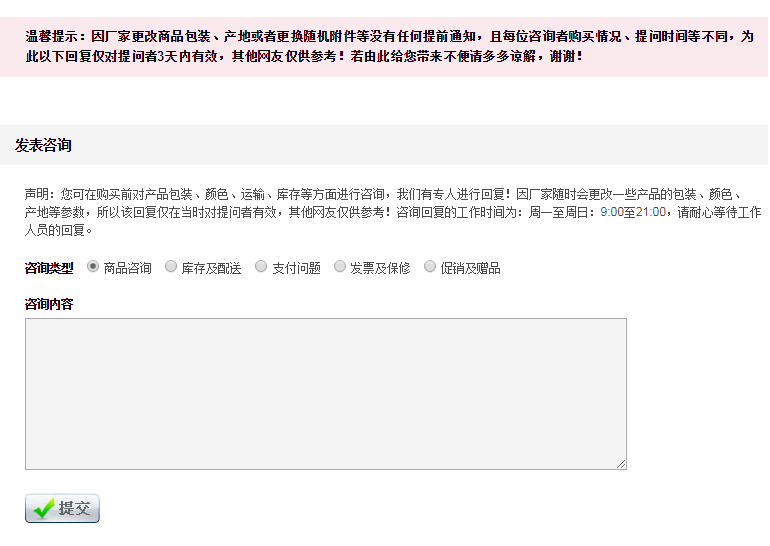 温馨提示：因厂家更改商品包装、产地或者更换随机附件等没有任何提前通知，且每位咨询者购买情况、提问时间等不同，为
此以下回复仅对提问者3天内有效，其他网友仅供参考！若由此给您带来不便请多多谅解，谢谢！
发表咨询
声明：您可在购买前对产品包装、颜色、运输、库存等方面进行咨询，我们有专人进行回复！因厂家随时会更改一些产品的包装、颜色、
产地等参数，所以该回复仅在当时对提问者有效，其他网友仅供参考！咨询回复的工作时间为：周一至周日：9:00至21:00，请耐心等待工作
人员的回复。
咨询类型 商品咨询 库存及配送 支付问题 发票及保修 促销及赠品
咨询内容
提交